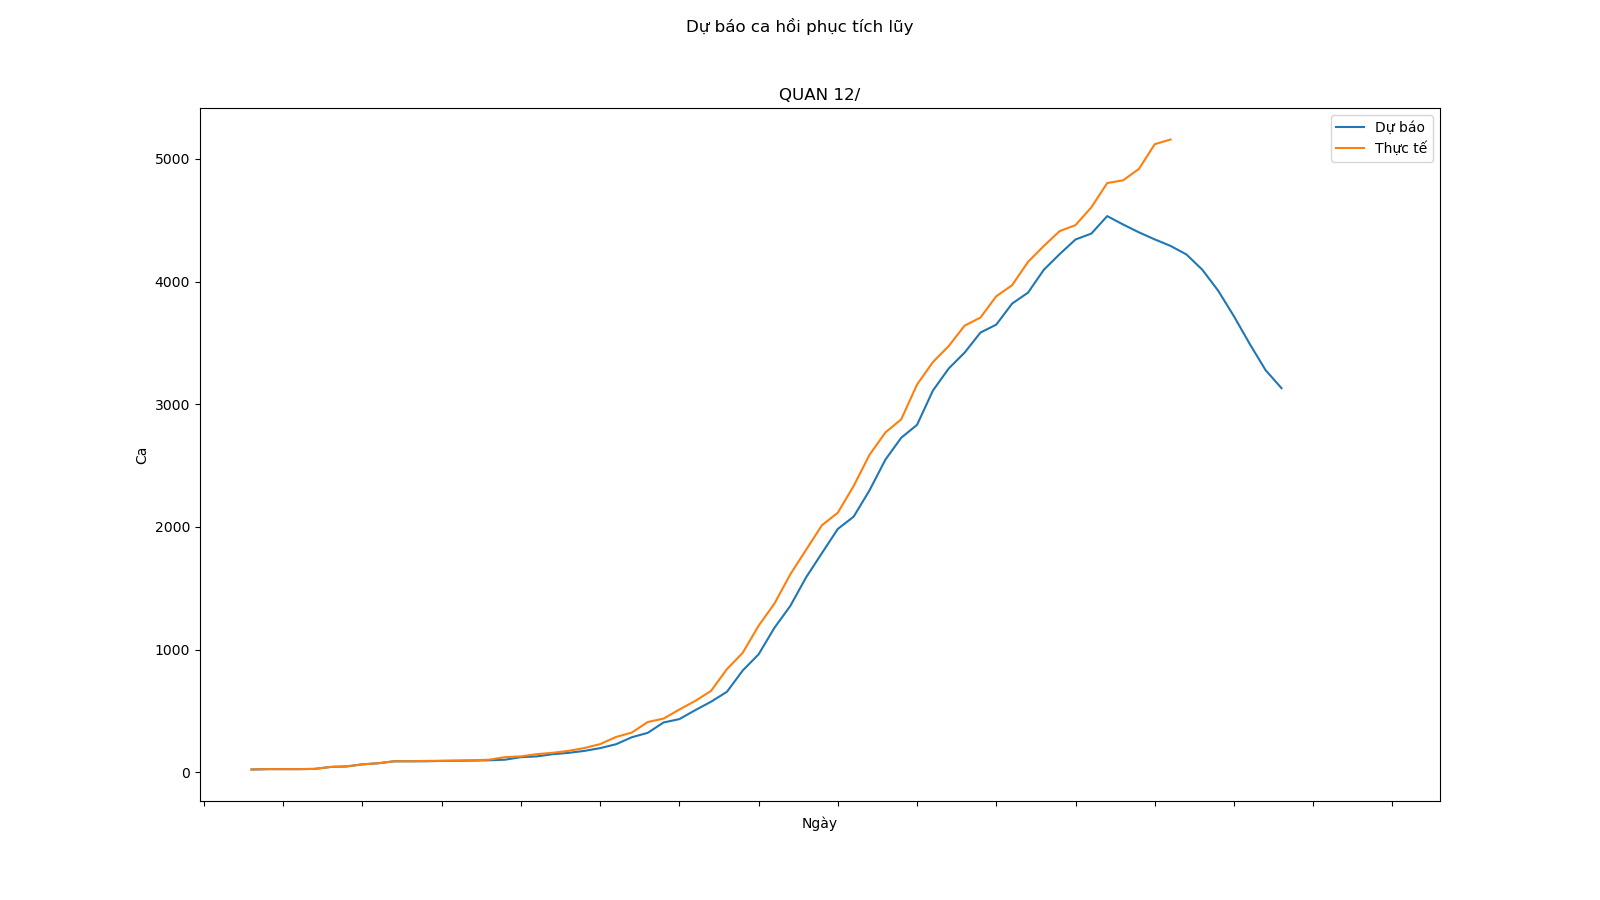 Dự báo ca hồi phục tích lũy
QUAN 12/
Dự báo
Thực tế
5000
4000
3000
2000
1000
0
Ca
Ngày